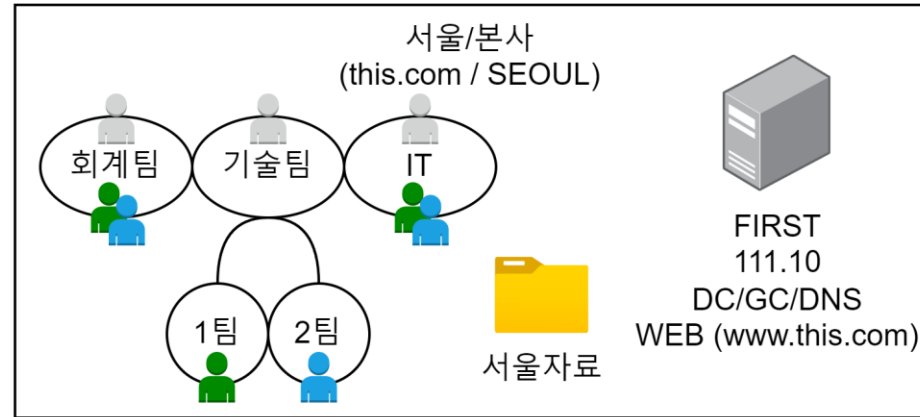 서울/본사
(this.com / SEOUL)
회계팀
기술팀
IT
1팀
2팀
서울자료
FIRST
111.10
DC/GC/DNS
WEB (www.this.com)